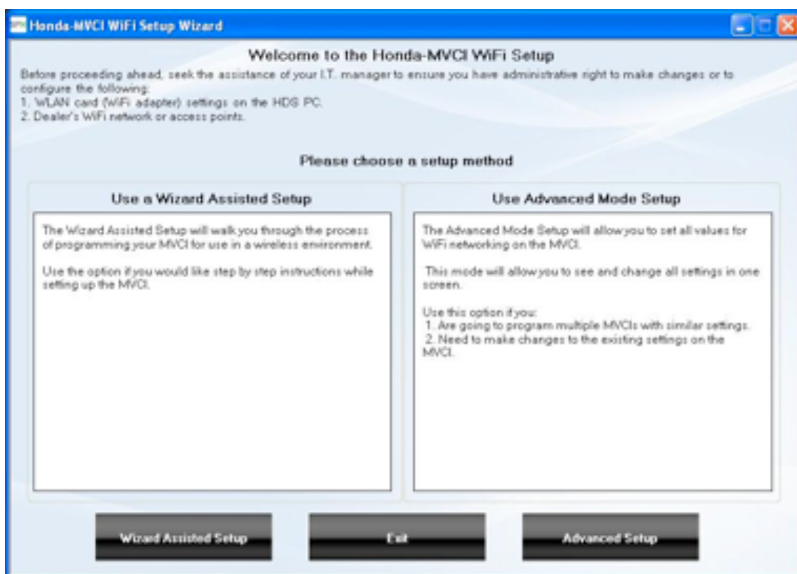 Honda-MVCI WiFi Setup Wizard
Welcome to the Honda-MVCI WiFi Setup
Before proceeding ahead, seek the assistance of your I.T. manager to ensure you have administrative right to make changes or to
configure the following:
1. WLAN card (WiFi adapter) settings on the HDS PC.
2. Dealer's WiFi network or access points.
Please choose a setup method
Use a Wizard Assisted Setup
The Wizard Assisted Setup will walk you through the process
of programming your MVCI for use in a wireless environment.
Use the option if you would like step by step instructions while
setting up the MVCI.
Use Advanced Mode Setup
The Advanced Mode Setup will allow you to set all values for
WiFi networking on the MVCI.
This mode will allow you to see and change all settings in one
screen.
Use this option if you:
1. Are going to program multiple MVCIs with similar settings.
2. Need to make changes to the existing settings on the
MVCI.
Wizard Assisted Setup
Exit
Advanced Setup